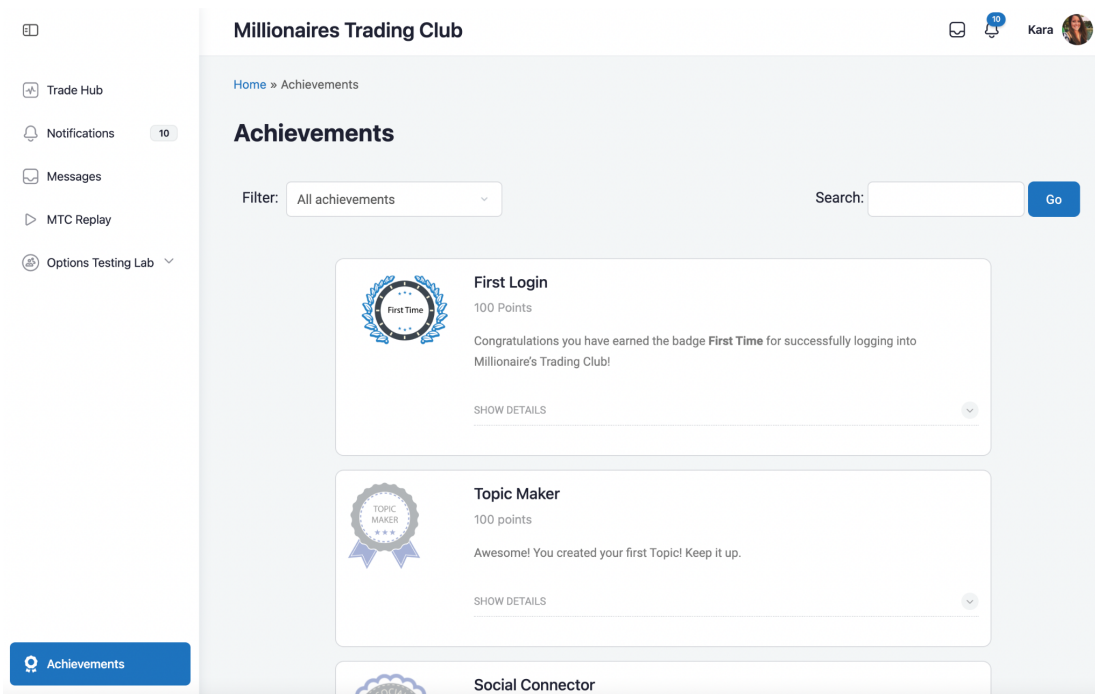 Millionaires Trading Club
10
Kara
Trade Hub
Notifications 10
Messages
MTC Replay
Options Testing Lab
Achievements
Home » Achievements
Achievements
Filter: All achievements
Search: Go
First Time
First Login
100 Points
Congratulations you have earned the badge First Time for successfully logging into
Millionaire's Trading Club!
SHOW DETAILS
TOPIC
MAKER
Topic Maker
100 points
Awesome! You created your first Topic! Keep it up.
SHOW DETAILS
Social Connector